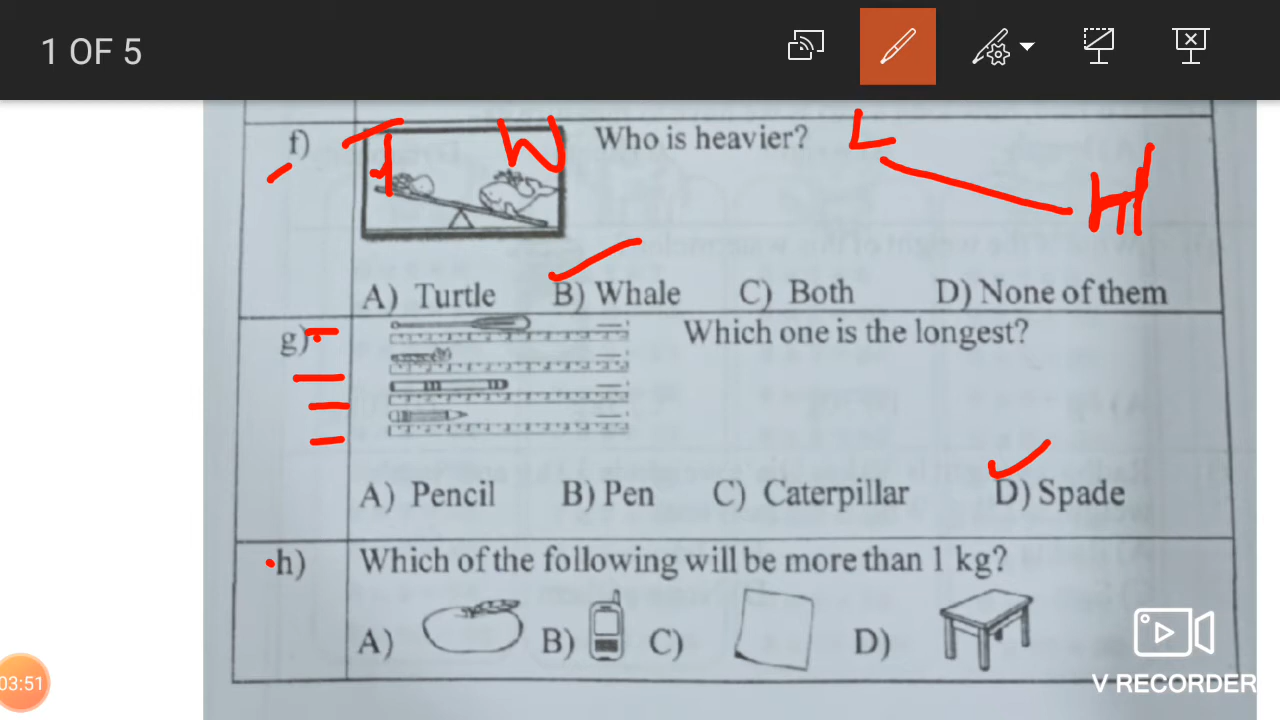 1 OF 5
f)
T
W
Who is heavier?
L
H
A) Turtle B) Whale C) Both D) None of them
g)
Which one is the longest?
A) Pencil B) Pen C) Caterpillar D) Spade
h) Which of the following will be more than 1 kg?
A) B) C) D)
03:51
V RECORDER